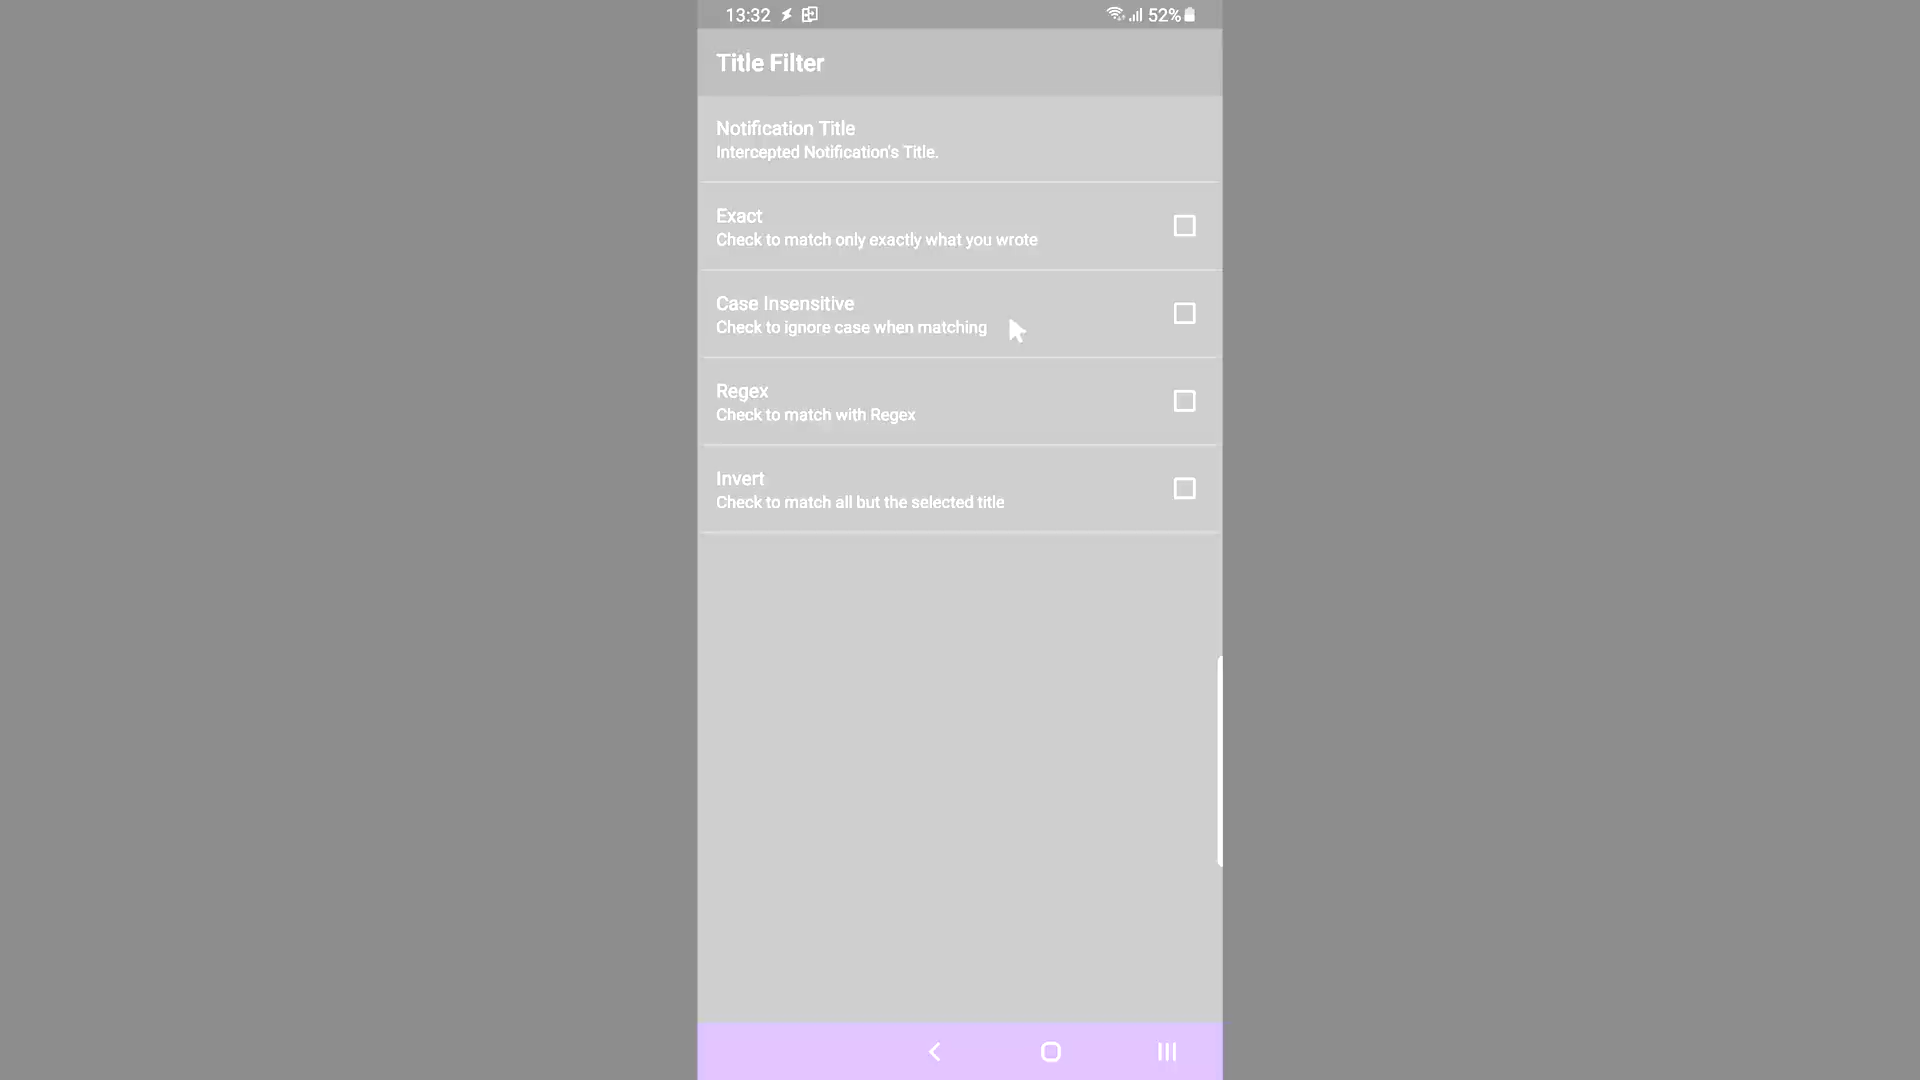 13:32
52%
Title Filter
Notification Title
Intercepted Notification's Title.
Exact
Check to match only exactly what you wrote
Case Insensitive
Check to ignore case when matching
Regex
Check to match with Regex
Invert
Check to match all but the selected title